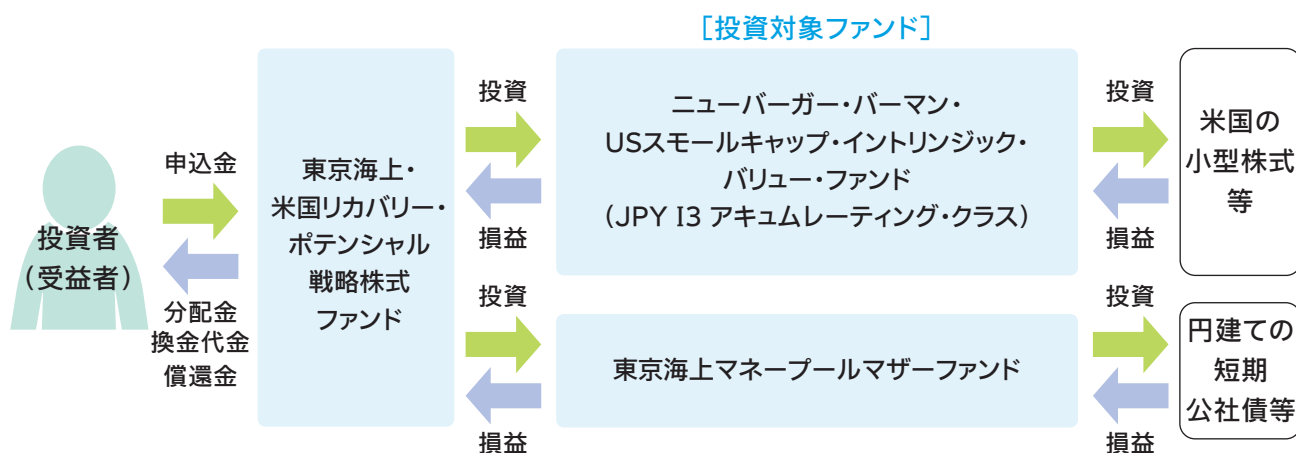 ［投資対象ファンド］
投資者
（受益者）
申込金
分配金
換金代金
償還金
東京海上・
米国リカバリー・
ポテンシャル
戦略株式
ファンド
投資
損益
ニューバーガー・バーマン・
USスモールキャップ・イントリンジック・
バリュー・ファンド
（JPY I3 アキュムレーティング・クラス）
投資
損益
米国の
小型株式
等
投資
損益
東京海上マネープールマザーファンド
投資
損益
円建ての
短期
公社債等